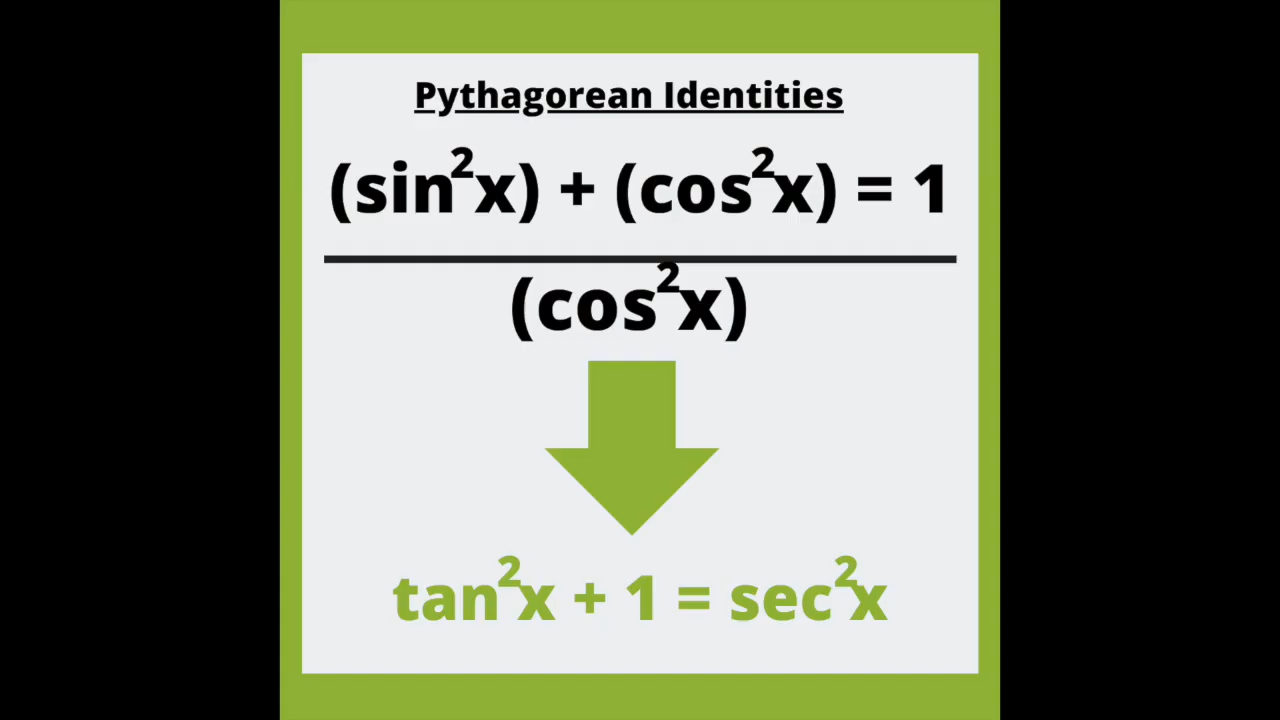 Pythagorean Identities
(sin²x) + (cos²x) = 1
(cos²x)
tan²x + 1 = sec²x